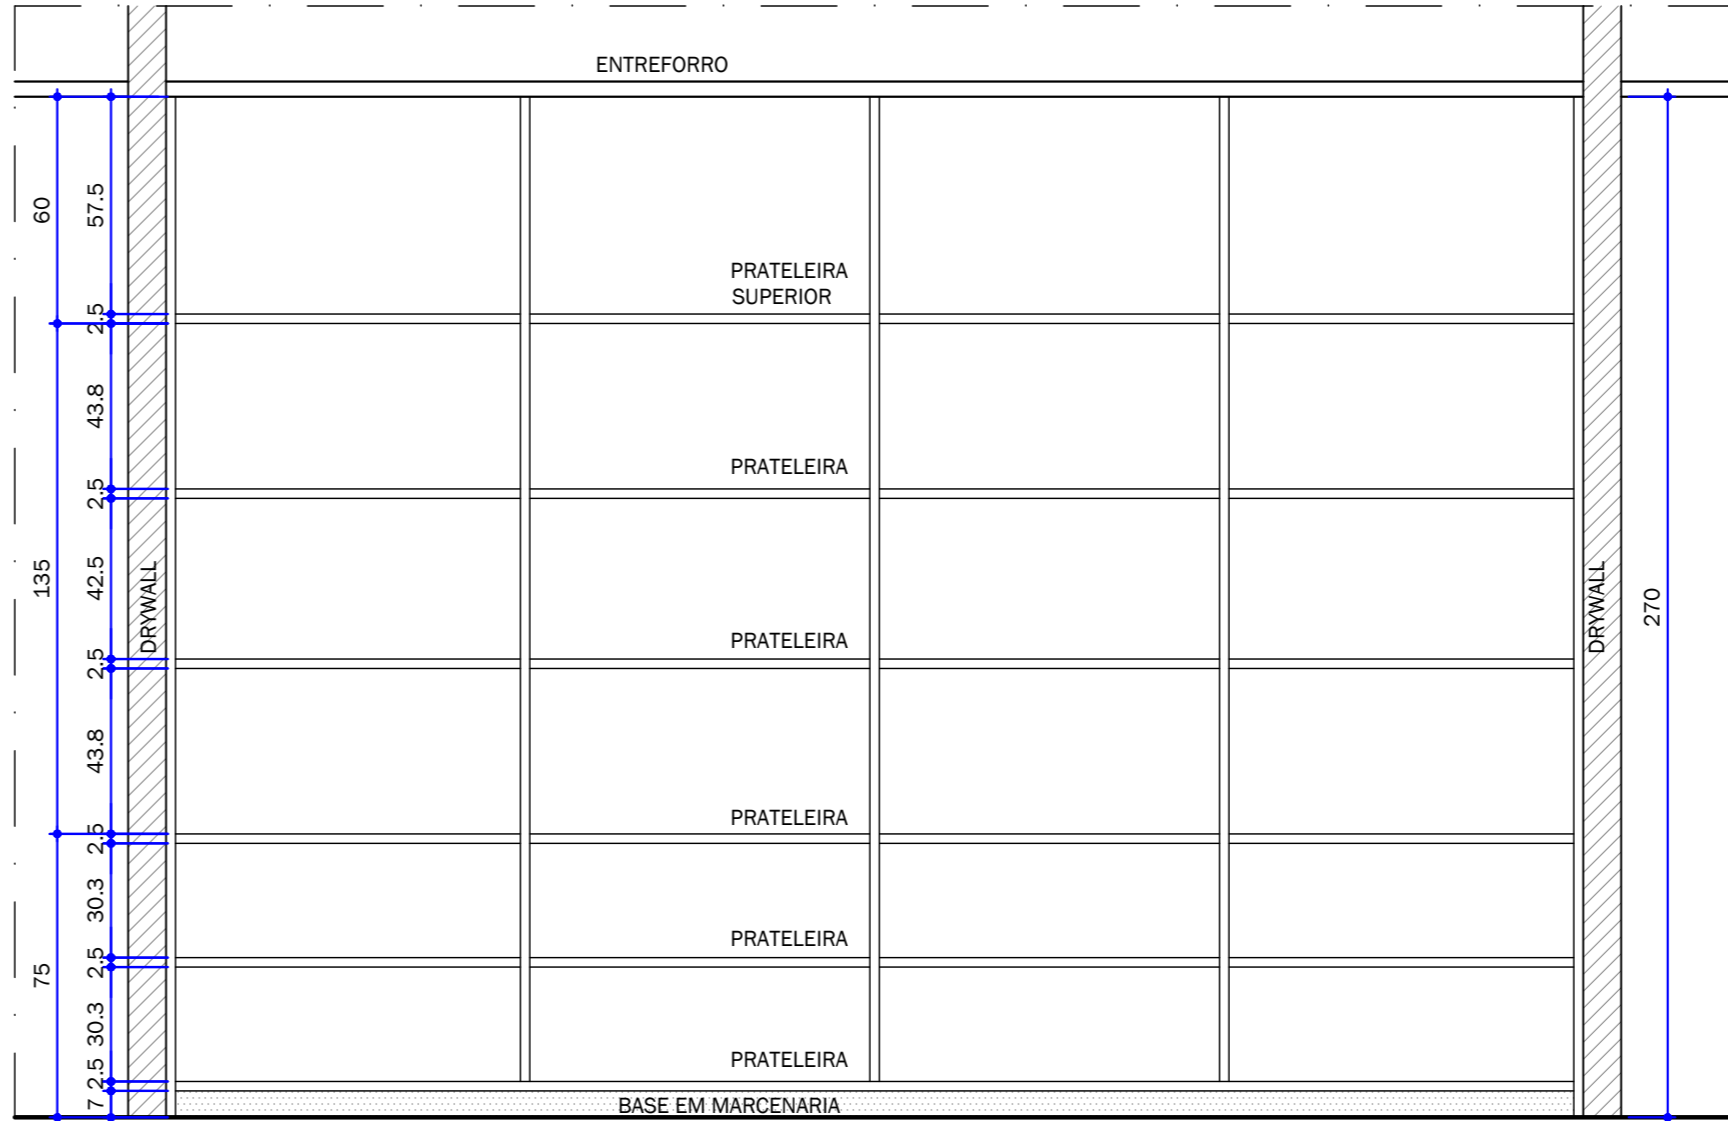 ENTREFORRO
60
57.5
PRATELEIRA
SUPERIOR
2.5
43.8
PRATELEIRA
2.5
135
42.5
DRYWALL
DRYWALL
270
PRATELEIRA
2.5
43.8
PRATELEIRA
2.5
30.3
PRATELEIRA
2.5
75
30.3
PRATELEIRA
2.5
7
BASE EM MARCENARIA